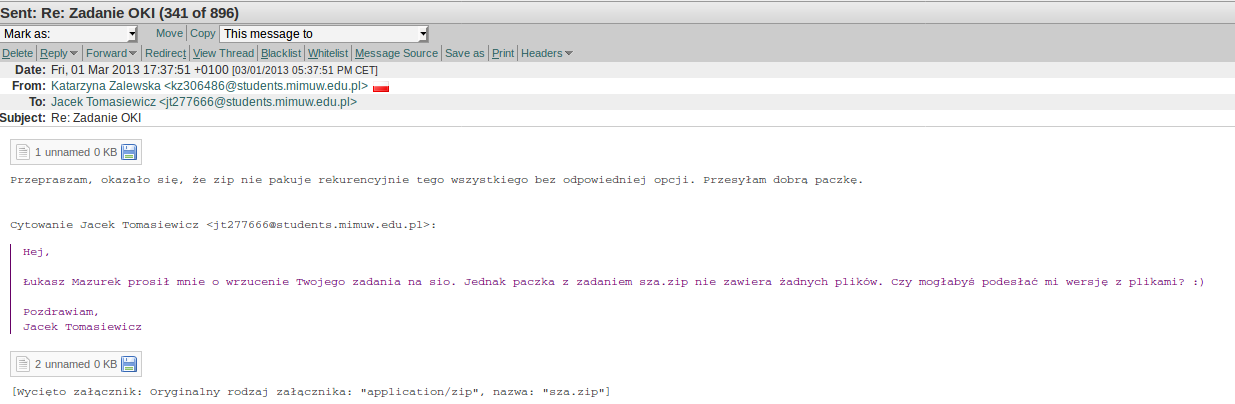 Sent: Re: Zadanie OKI (341 of 896)
Mark as: Move Copy This message to
Delete Reply Forward Redirect View Thread Blacklist Whitelist Message Source Save as Print Headers
Date: Fri, 01 Mar 2013 17:37:51 +0100 [03/01/2013 05:37:51 PM CET]
From: Katarzyna Zalewska <kz306486@students.mimuw.edu.pl>
To: Jacek Tomasiewicz <jt277666@students.mimuw.edu.pl>
Subject: Re: Zadanie OKI
1 unnamed 0 KB
Przepraszam, okazało się, że zip nie pakuje rekurencyjnie tego wszystkiego bez odpowiedniej opcji. Przesyłam dobrą paczkę.
Cytowanie Jacek Tomasiewicz <jt277666@students.mimuw.edu.pl>:
Hej,
Łukasz Mazurek prosił mnie o wrzucenie Twojego zadania na sio. Jednak paczka z zadaniem sza.zip nie zawiera żadnych plików. Czy mogłabyś podesłać mi wersję z plikami? :)
Pozdrawiam,
Jacek Tomasiewicz
2 unnamed 0 KB
[Wycięto załącznik: Oryginalny rodzaj załącznika: "application/zip", nazwa: "sza.zip"]